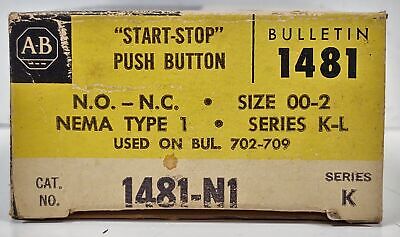 A-B
"START-STOP"
PUSH BUTTON
BULLETIN
1481
N.O. - N.C. • SIZE 00-2
NEMA TYPE 1 • SERIES K-L
USED ON BUL. 702-709
CAT.
NO.
1481-N1
SERIES
K